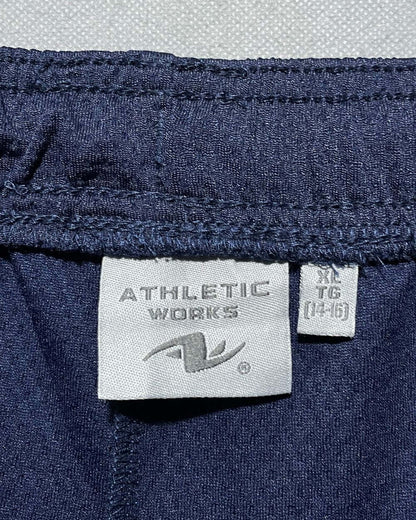 ATHLETIC
WORKS
®
XL
TG
(14-16)